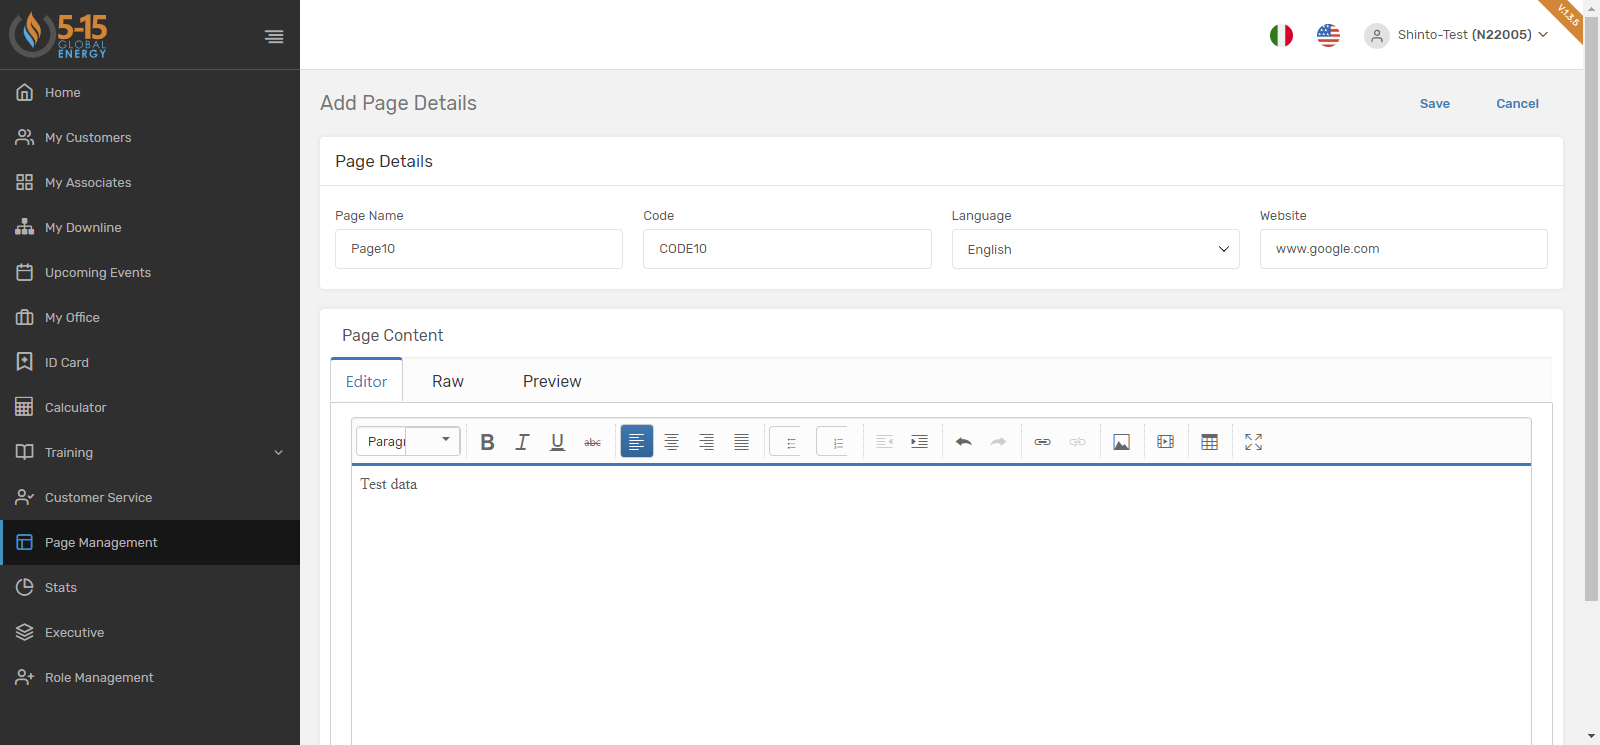 5-15
GLOBAL
ENERGY
Home
My Customers
My Associates
My Downline
Upcoming Events
My Office
ID Card
Calculator
Training
Customer Service
Page Management
Stats
Executive
Role Management
Shinto-Test (N22005)
V.1.3.5
Add Page Details
Save
Cancel
Page Details
Page Name
Code
Language
Website
Page10
CODE10
English
www.google.com
Page Content
Editor
Raw
Preview
Paragr
B
I
U
abc
Test data